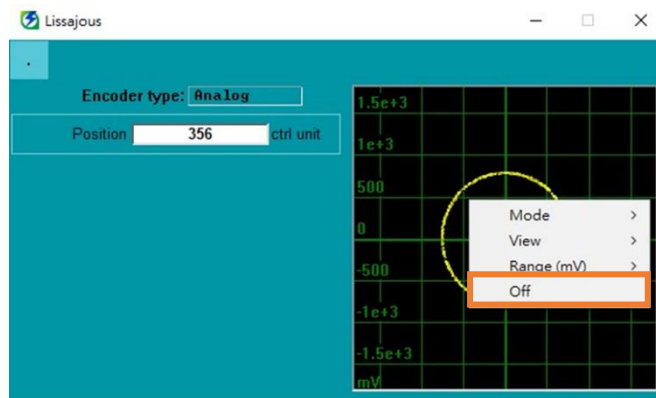 Lissajous
.
Encoder type: Analog
Position 356 ctrl unit
1.5e+3
1e+3
500
0
-500
-1e+3
-1.5e+3
mV
Mode
View
Range (mV)
Off